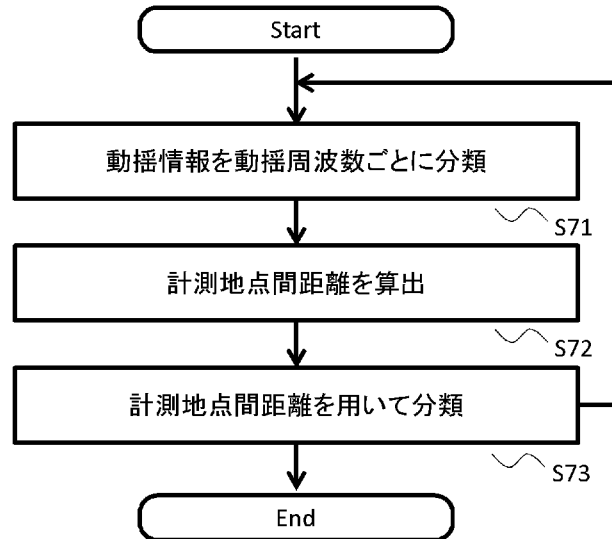 Start
動揺情報を動揺周波数ごとに分類
S71
計測地点間距離を算出
S72
計測地点間距離を用いて分類
S73
End